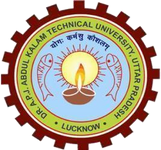 DR. A.P.J. ABDUL KALAM TECHNICAL UNIVERSITY, UTTAR PRADESH
योगः कर्मसु कौशलम्
• LUCKNOW •